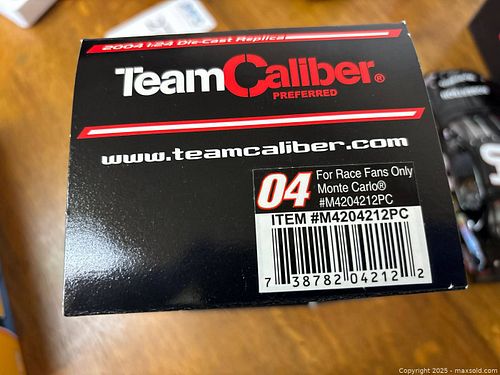 2004 1:24 Die-Cast Replica
TeamCaliber®
PREFERRED
www.teamcaliber.com
04
For Race Fans Only
Monte Carlo®
#M4204212PC
ITEM #M4204212PC
7 38782 04212 2
Copyright 2025 - maxsold.com